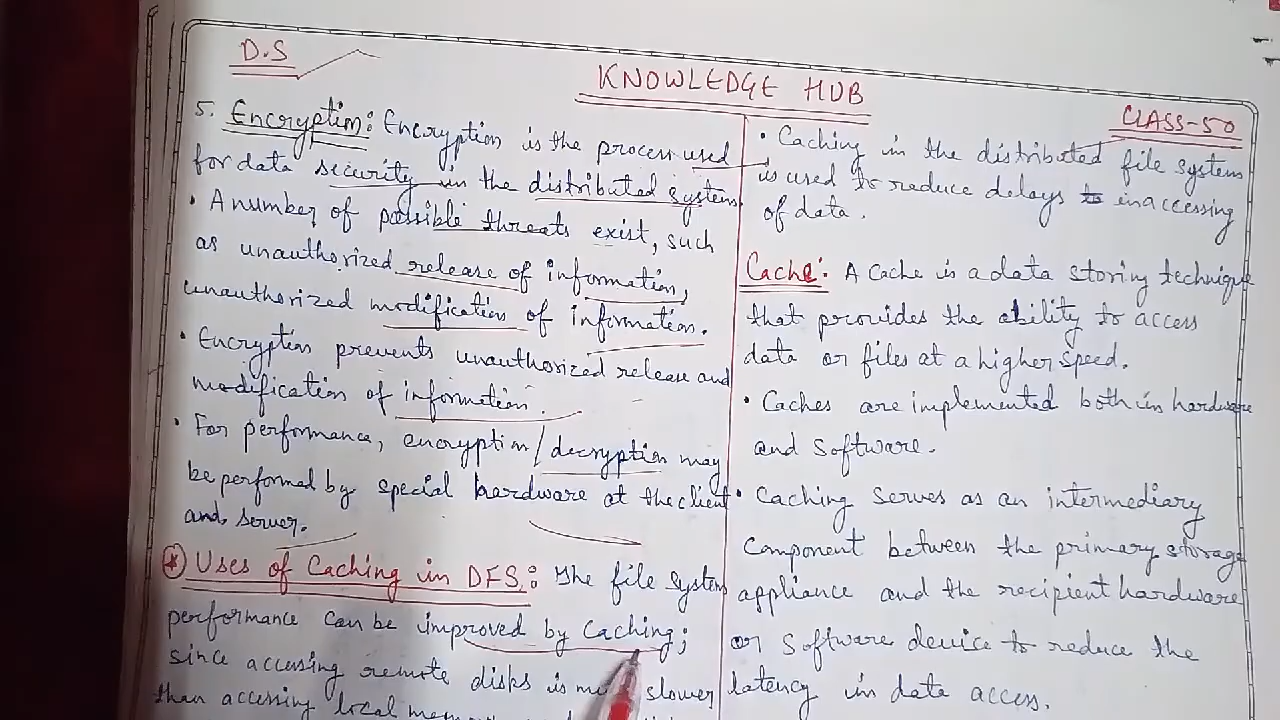 D.S
KNOWLEDGE HUB
CLASS-50
5. Encryption: Encryption is the process used
for data security in the distributed system.
• A number of possible threats exist, such
as unauthorized release of information,
unauthorized modification of information.
• Encryption prevents unauthorized release and
modification of information.
• For performance, encryption/decryption may
be performed by special hardware at the client
and server.
* Uses of Caching in DFS: The file system
performance can be improved by Caching;
since accessing remote disks is slower
than accessing local
• Caching in the distributed file system
is used to reduce delays in accessing
of data.
Cache: A Cache is a data storing technique
that provides the ability to access
data or files at a higher speed.
• Caches are implemented both in hardware
and software.
• Caching serves as an intermediary
Component between the primary storage
appliance and the recipient hardware
or software device to reduce the
latency in data access.